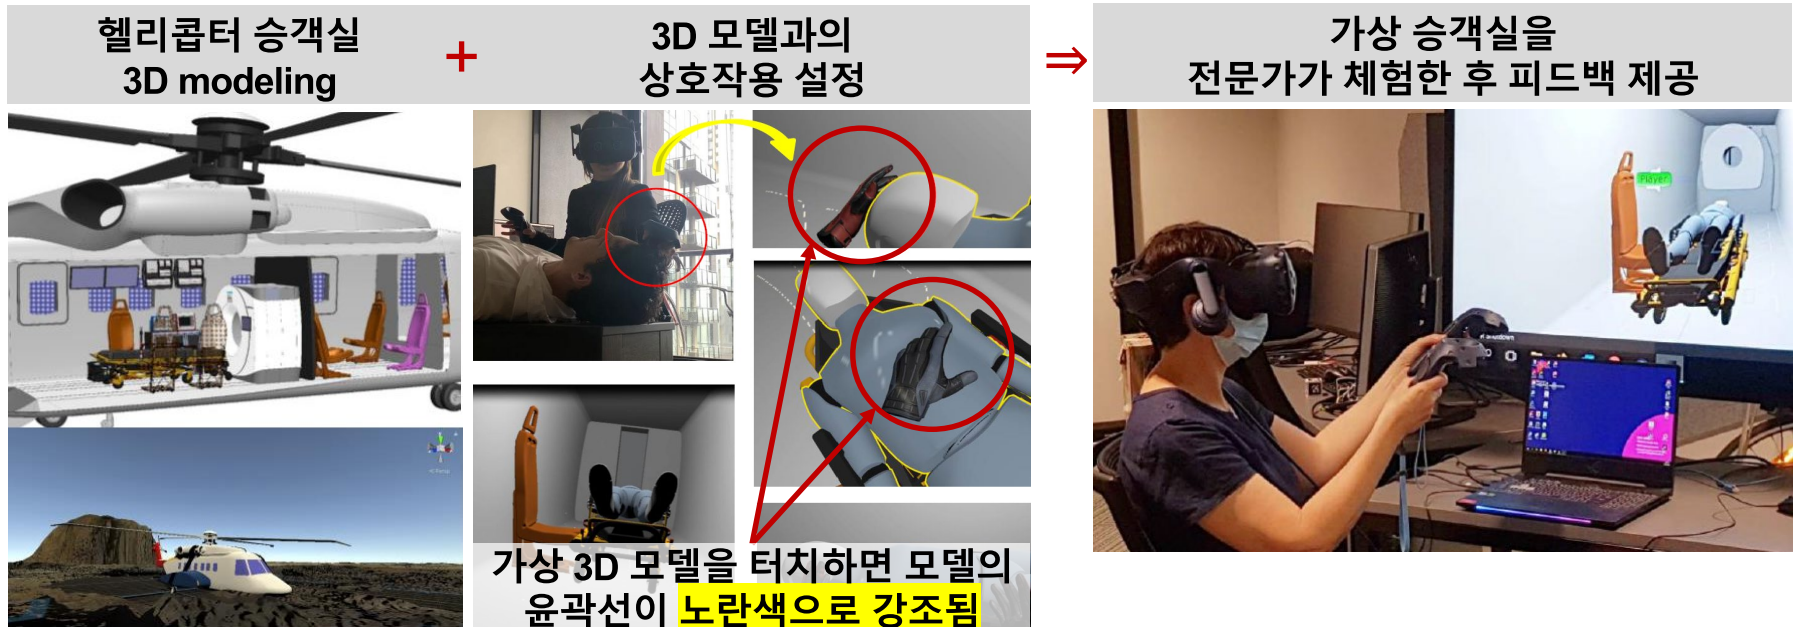 헬리콥터 승객실
3D modeling
+
3D 모델과의
상호작용 설정
⇒
가상 승객실을
전문가가 체험한 후 피드백 제공
Player
가상 3D 모델을 터치하면 모델의
윤곽선이 노란색으로 강조됨